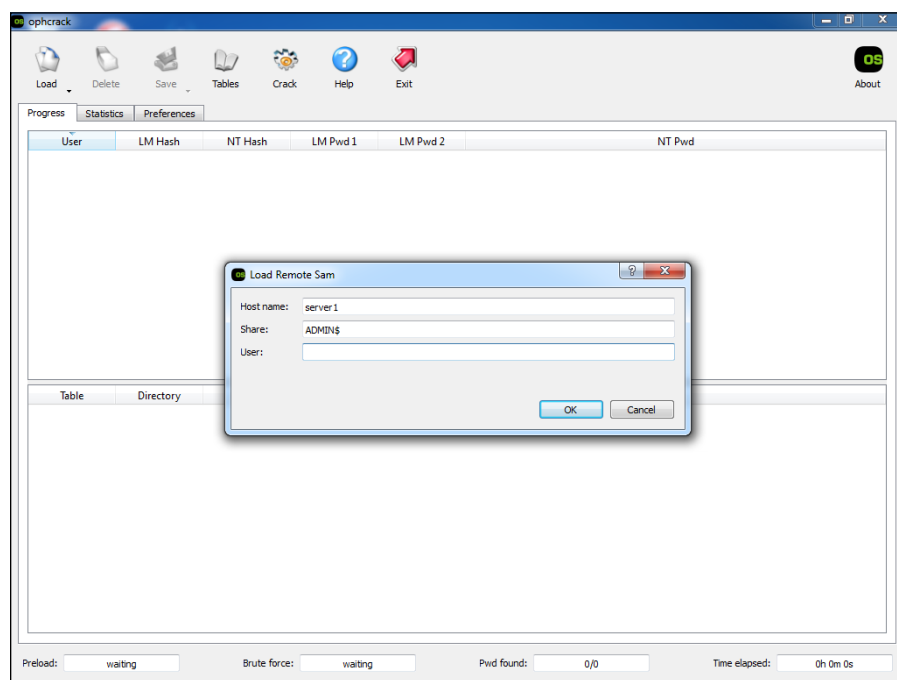 OS ophcrack
OS
Load Delete Save Tables Crack Help Exit About
Progress Statistics Preferences
User LM Hash NT Hash LM Pwd 1 LM Pwd 2 NT Pwd
OS Load Remote Sam ? X
Host name: server1
Share: ADMIN$
User:
OK Cancel
Table Directory
Preload: waiting Brute force: waiting Pwd found: 0/0 Time elapsed: 0h 0m 0s